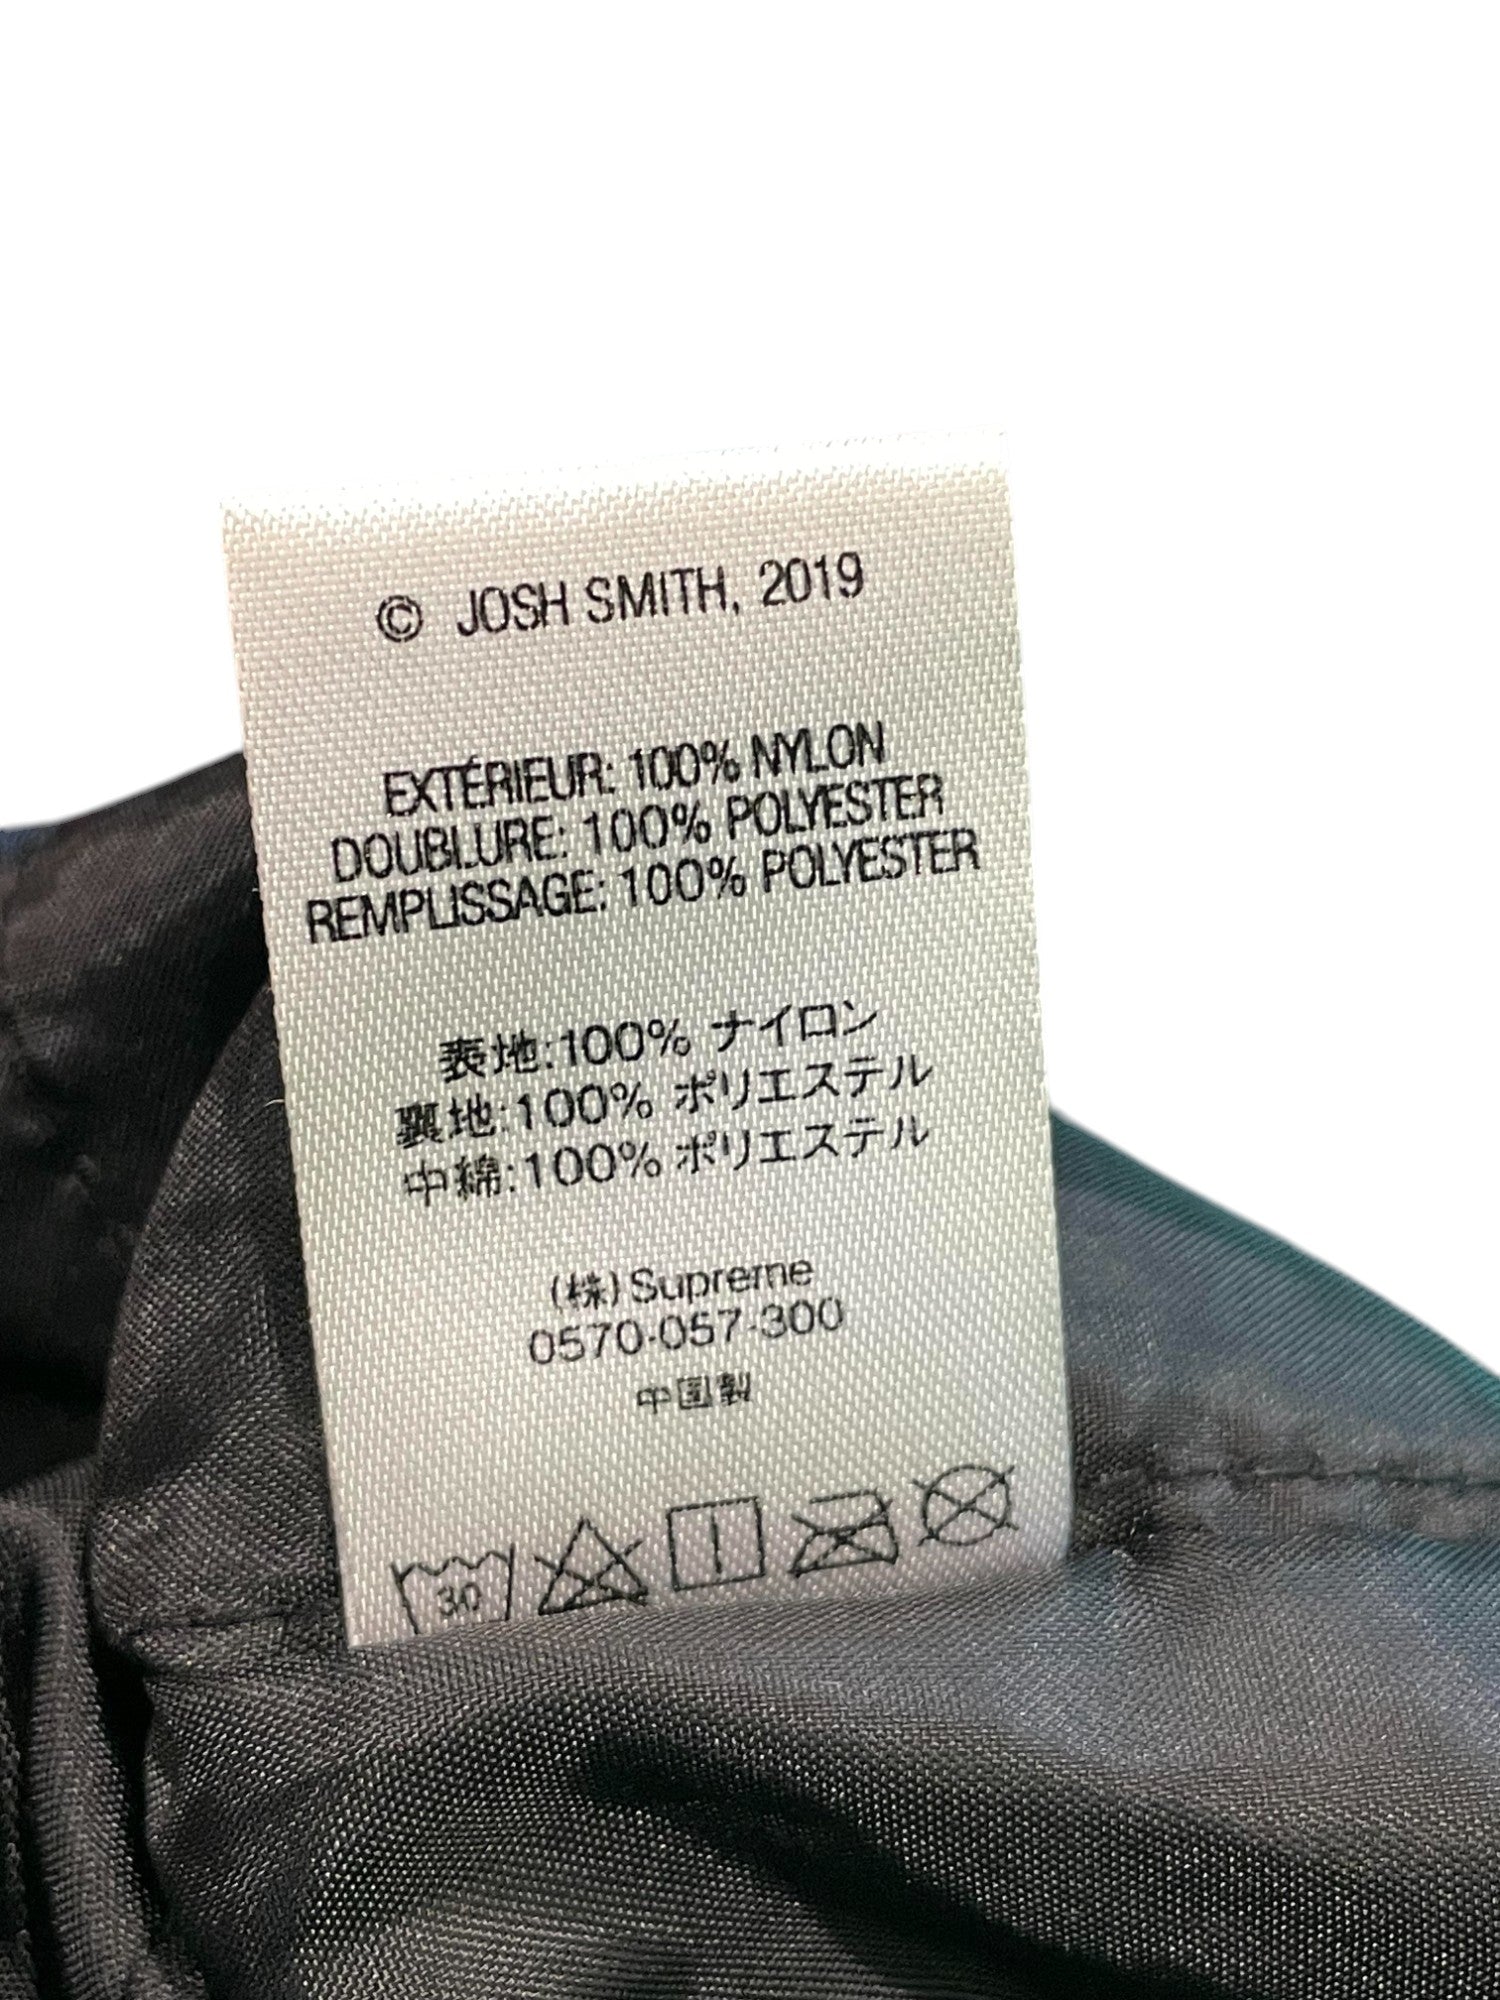 © JOSH SMITH, 2019
EXTÉRIEUR: 100% NYLON
DOUBLURE: 100% POLYESTER
REMPLISSAGE: 100% POLYESTER
表地:100% ナイロン
裏地:100% ポリエステル
中綿:100% ポリエステル
(株) Supreme
0570-057-300
中国製
30